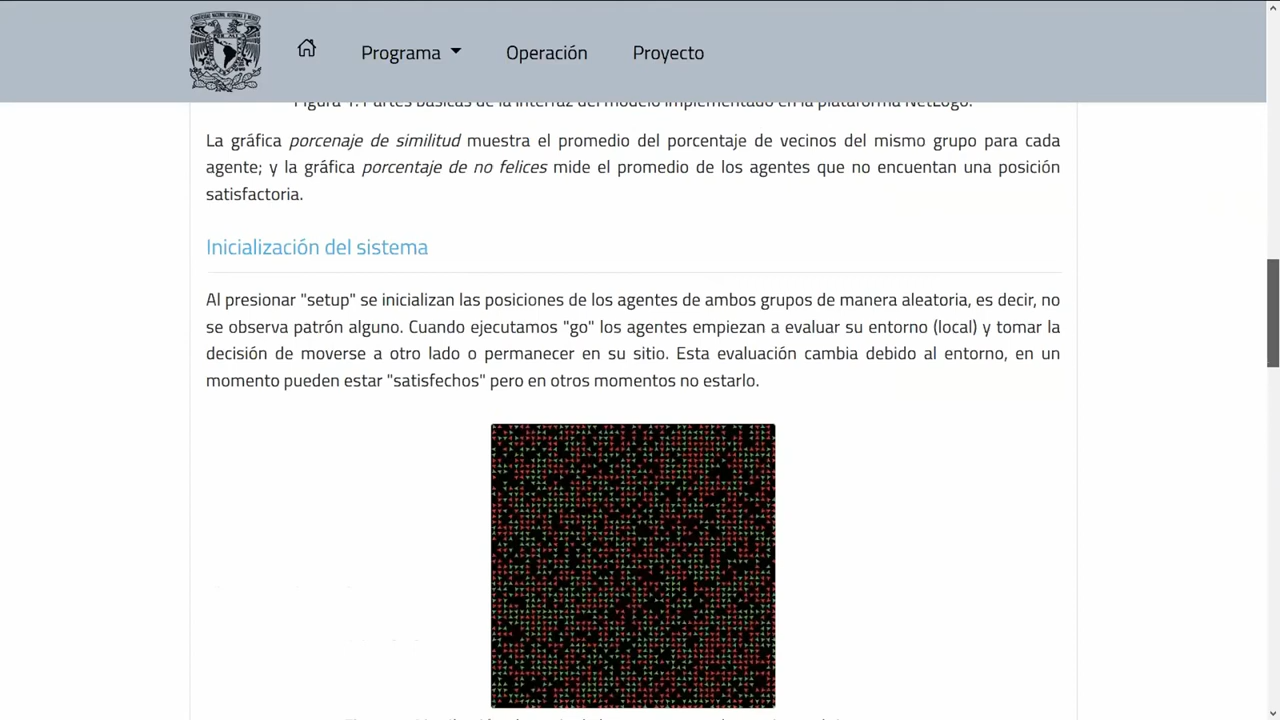 Programa
Operación
Proyecto
Figura 1. Partes básicas de la interfaz del modelo implementado en la plataforma NetLogo.
La gráfica porcenaje de similitud muestra el promedio del porcentaje de vecinos del mismo grupo para cada
agente; y la gráfica porcentaje de no felices mide el promedio de los agentes que no encuentan una posición
satisfactoria.
Inicialización del sistema
Al presionar "setup" se inicializan las posiciones de los agentes de ambos grupos de manera aleatoria, es decir, no
se observa patrón alguno. Cuando ejecutamos "go" los agentes empiezan a evaluar su entorno (local) y tomar la
decisión de moverse a otro lado o permanecer en su sitio. Esta evaluación cambia debido al entorno, en un
momento pueden estar "satisfechos" pero en otros momentos no estarlo.